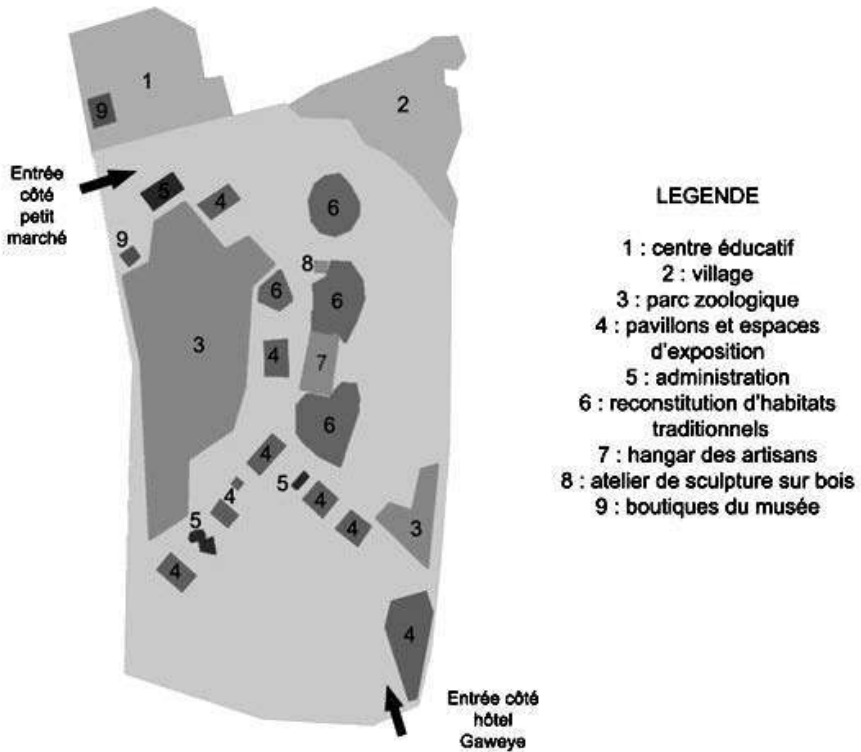 1
2
9
Entrée
côté
petit
marché
5
4
6
9
8
6
6
3
4
7
6
4
5
4
4
5
4
3
4
4
Entrée côté
hôtel
Gaweye
LEGENDE
1 : centre éducatif
2 : village
3 : parc zoologique
4 : pavillons et espaces
d'exposition
5 : administration
6 : reconstitution d'habitats
traditionnels
7 : hangar des artisans
8 : atelier de sculpture sur bois
9 : boutiques du musée